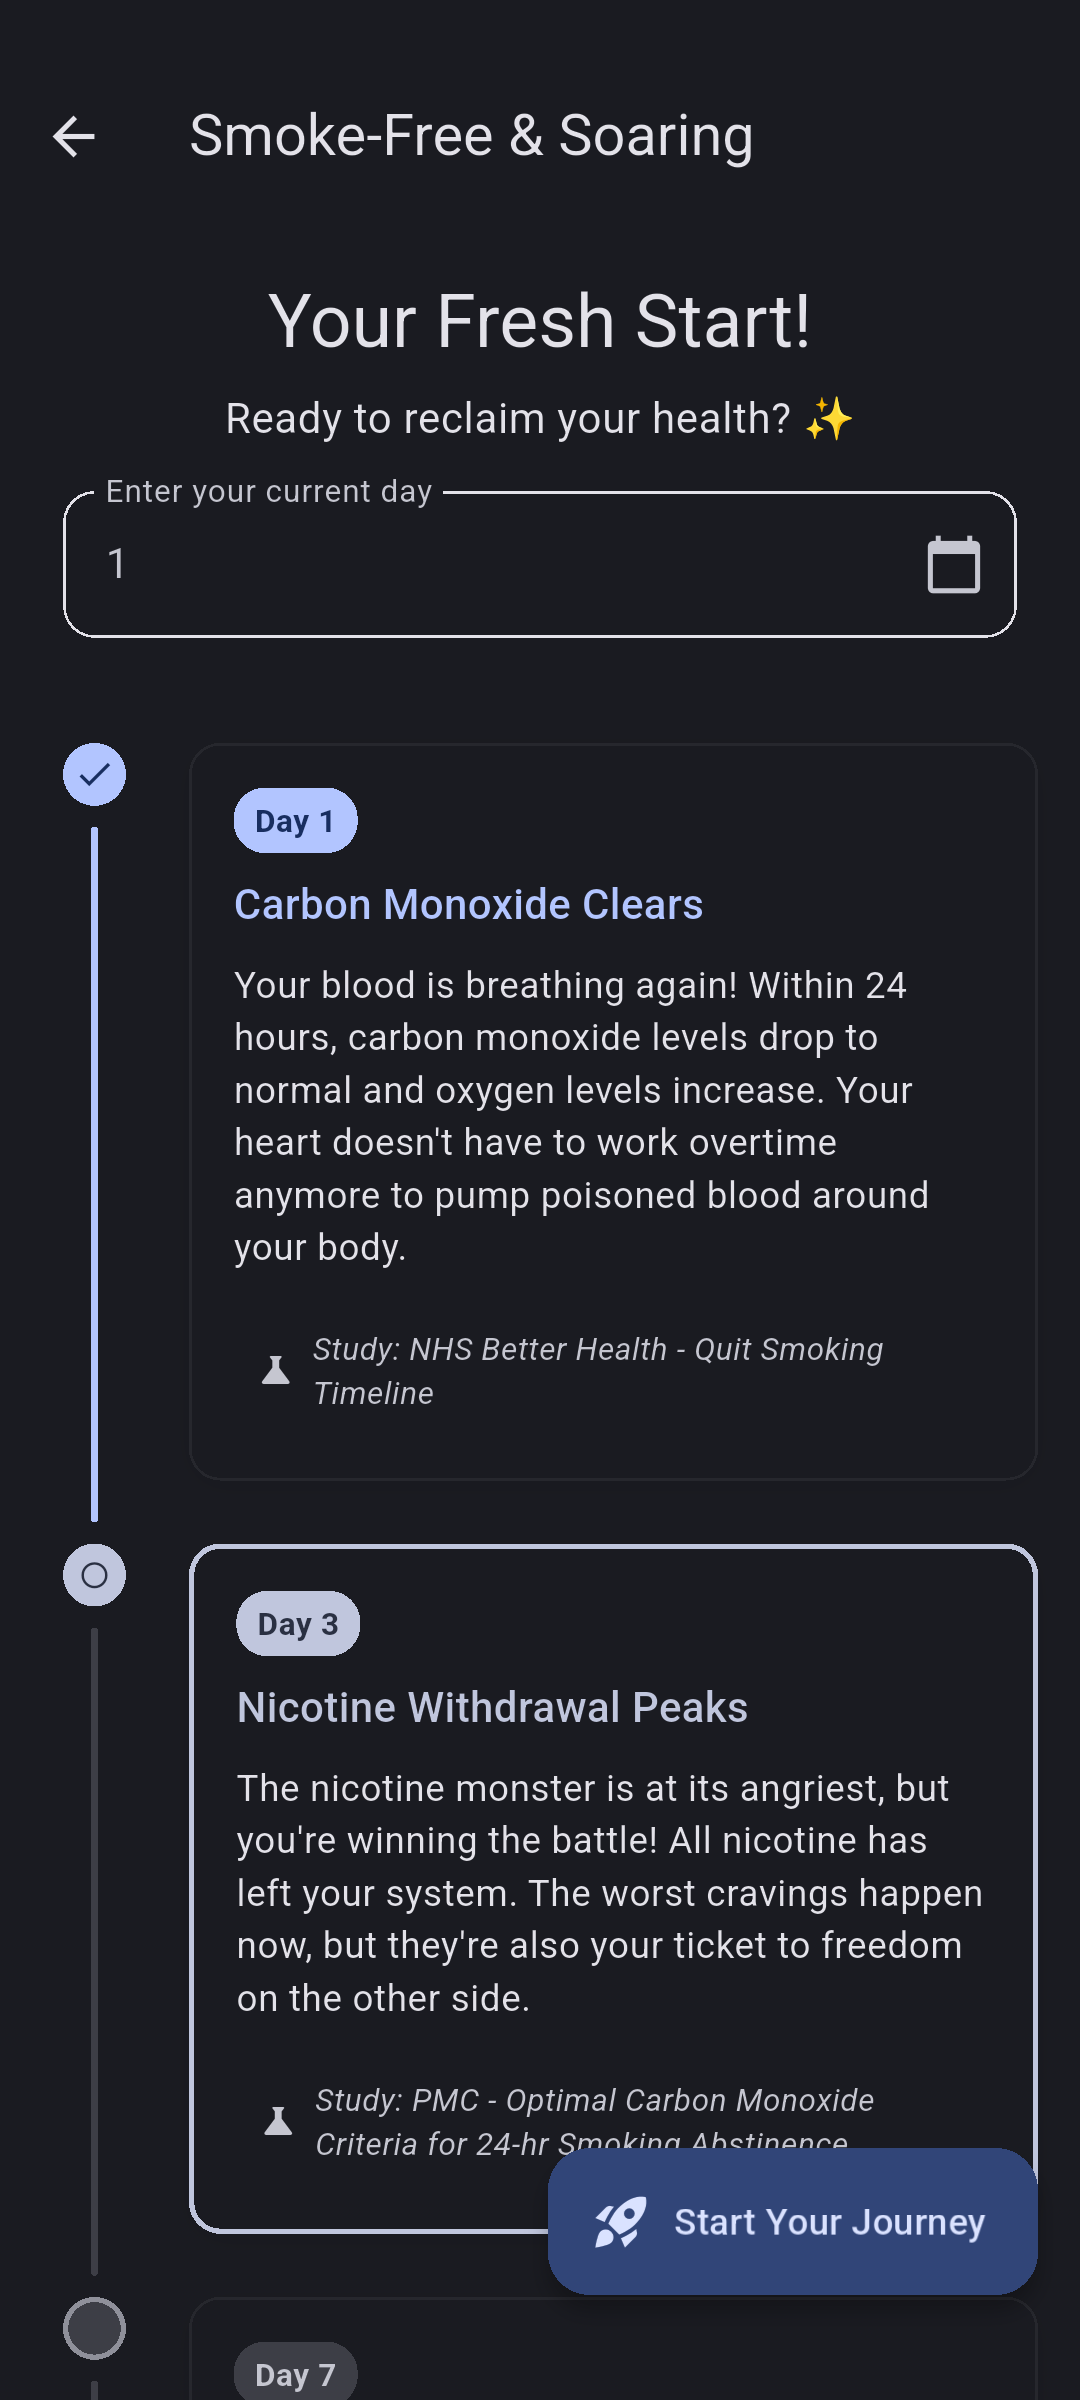 Smoke-Free & Soaring
Your Fresh Start!
Ready to reclaim your health? ✨
Enter your current day
1
Day 1
Carbon Monoxide Clears
Your blood is breathing again! Within 24
hours, carbon monoxide levels drop to
normal and oxygen levels increase. Your
heart doesn't have to work overtime
anymore to pump poisoned blood around
your body.
Study: NHS Better Health - Quit Smoking
Timeline
Day 3
Nicotine Withdrawal Peaks
The nicotine monster is at its angriest, but
you're winning the battle! All nicotine has
left your system. The worst cravings happen
now, but they're also your ticket to freedom
on the other side.
Study: PMC - Optimal Carbon Monoxide
Criteria for 24-hr Smoking Abstinence
Start Your Journey
Day 7